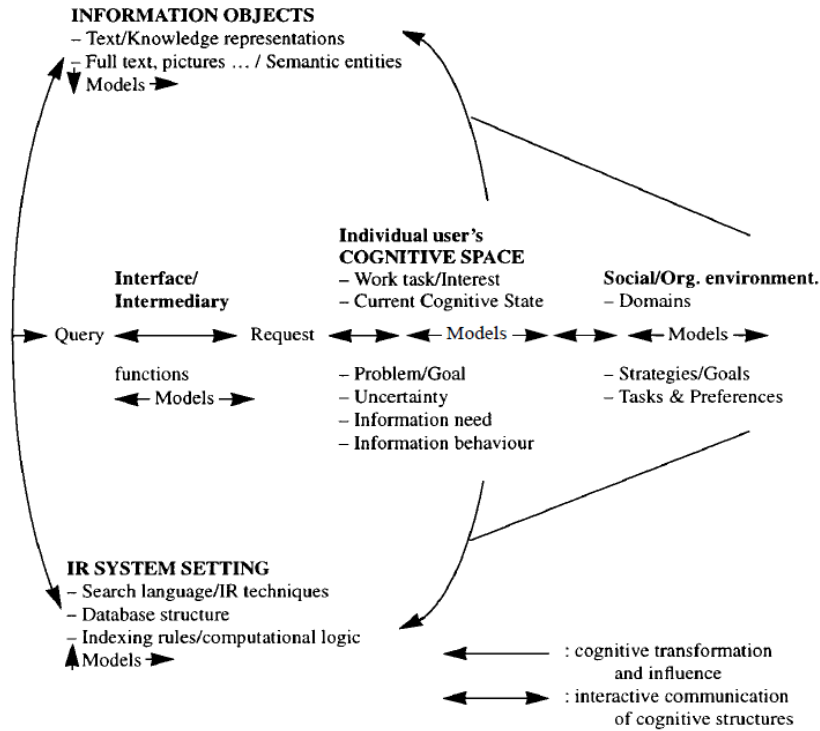 INFORMATION OBJECTS
– Text/Knowledge representations
– Full text, pictures … / Semantic entities
Models
Individual user's
COGNITIVE SPACE
– Work task/Interest
– Current Cognitive State
Interface/
Intermediary
Social/Org. environment.
– Domains
Query
Request
Models
Models
functions
Models
– Problem/Goal
– Uncertainty
– Information need
– Information behaviour
– Strategies/Goals
– Tasks & Preferences
IR SYSTEM SETTING
– Search language/IR techniques
– Database structure
– Indexing rules/computational logic
Models
: cognitive transformation
and influence
: interactive communication
of cognitive structures